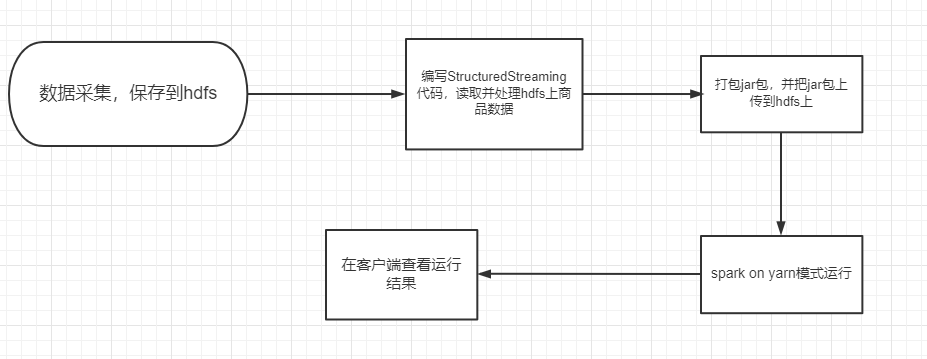 数据采集，保存到hdfs
编写StructuredStreaming
代码，读取并处理hdfs上商
品数据
打包jar包，并把jar包上
传到hdfs上
spark on yarn模式运行
在客户端查看运行
结果